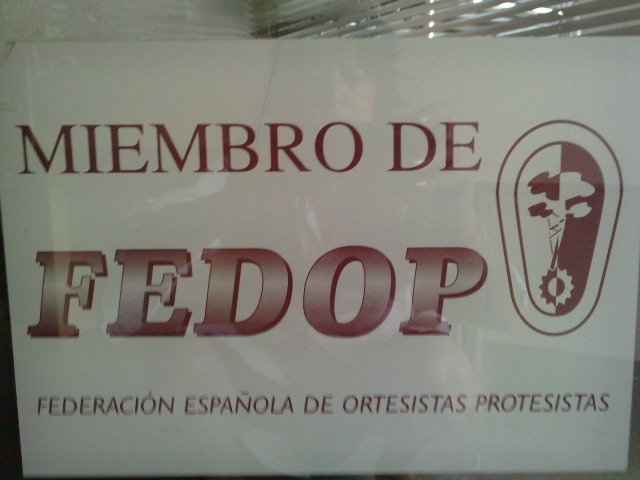 MIEMBRO DE
FEDOP
FEDERACIÓN ESPAÑOLA DE ORTESISTAS PROTESISTAS